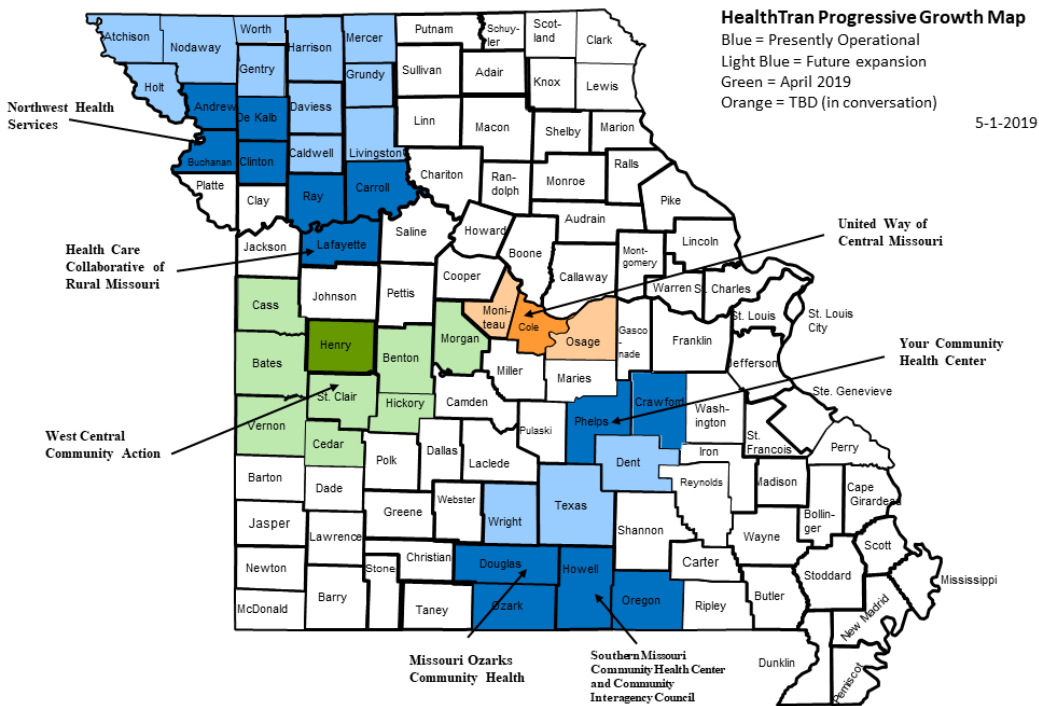 HealthTran Progressive Growth Map
Blue = Presently Operational
Light Blue = Future expansion
Green = April 2019
Orange = TBD (in conversation)
5-1-2019
Atchison
Nodaway
Worth
Harrison
Mercer
Putnam
Schuy-
ler
Scot-
land
Clark
Holt
Gentry
Grundy
Sullivan
Adair
Knox
Lewis
Andrew
De Kalb
Daviess
Linn
Macon
Shelby
Marion
Northwest Health
Services
Buchanan
Clinton
Caldwell
Livingston
Chariton
Ran-
dolph
Monroe
Ralls
Platte
Clay
Ray
Carroll
Audrain
Pike
Jackson
Lafayette
Saline
Howard
Boone
Callaway
Mont-
gomery
Lincoln
United Way of
Central Missouri
Health Care
Collaborative of
Rural Missouri
Cass
Johnson
Pettis
Cooper
Moni-
teau
Cole
Osage
Gasco
nade
Warren
St. Charles
St. Louis
St. Louis
City
Franklin
Jefferson
Your Community
Health Center
Bates
Henry
Benton
Morgan
Miller
Maries
Ste. Genevieve
Vernon
St. Clair
Hickory
Camden
Pulaski
Phelps
Crawford
Wash-
ington
St.
Francois
Perry
West Central
Community Action
Cedar
Polk
Dallas
Laclede
Dent
Iron
Reynolds
Madison
Bollin-
ger
Cape
Girardeau
Barton
Dade
Greene
Webster
Wright
Texas
Shannon
Wayne
Scott
Jasper
Lawrence
Christian
Douglas
Howell
Carter
Stoddard
Mississippi
Newton
Barry
Stone
Taney
Ozark
Oregon
Ripley
Butler
New Madrid
McDonald
Dunklin
Pemiscot
Missouri Ozarks
Community Health
Southern Missouri
Community Health Center
and Community
Interagency Council